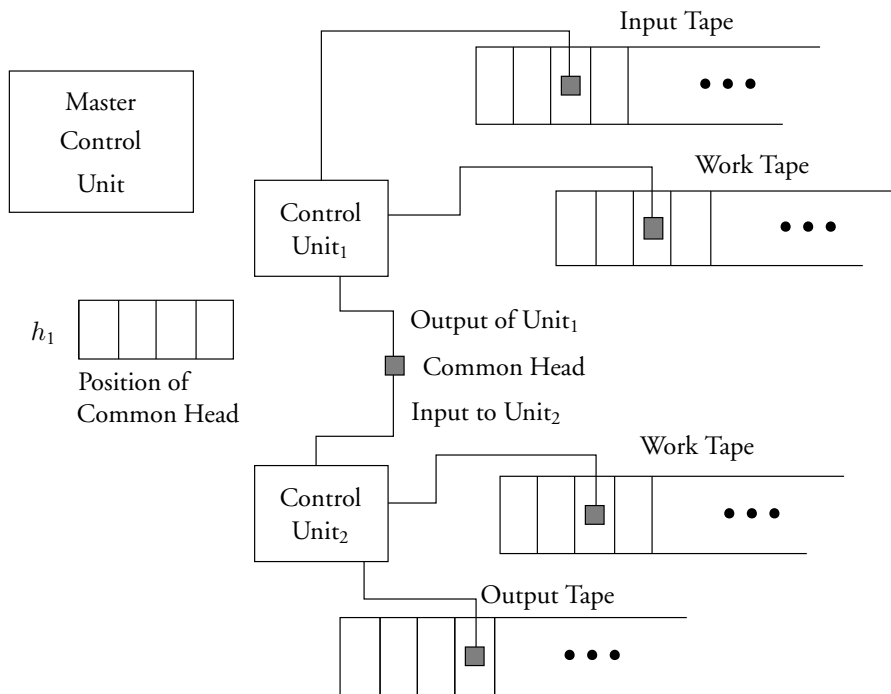 Input Tape
Master
Control
Unit
Work Tape
Control
Unit₁
h₁
Output of Unit₁
Common Head
Position of
Common Head
Input to Unit₂
Work Tape
Control
Unit₂
Output Tape